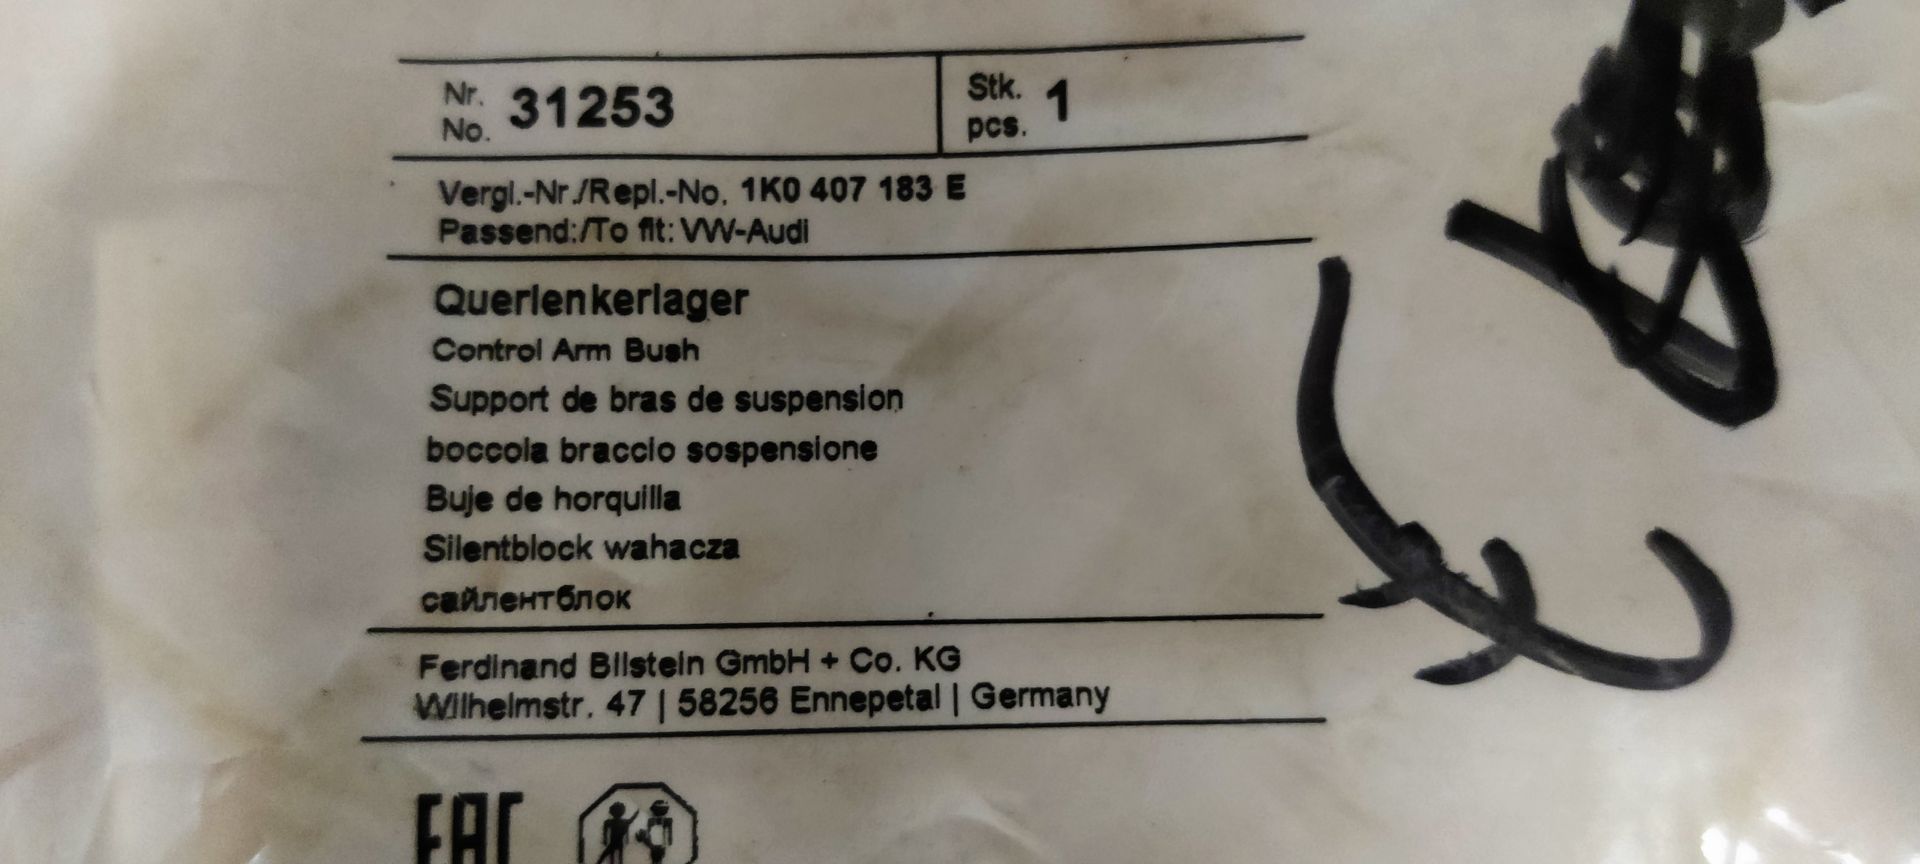 Nr. 31253
No.
Stk. 1
pcs.
Vergl.-Nr./Repl.-No. 1K0 407 183 E
Passend:/To fit: VW-Audi
Querlenkerlager
Control Arm Bush
Support de bras de suspension
boccola braccio sospensione
Buje de horquilla
Silentblock wahacza
сайлентблок
Ferdinand Bilstein GmbH + Co. KG
Wilhelmstr. 47 | 58256 Ennepetal | Germany
EAC